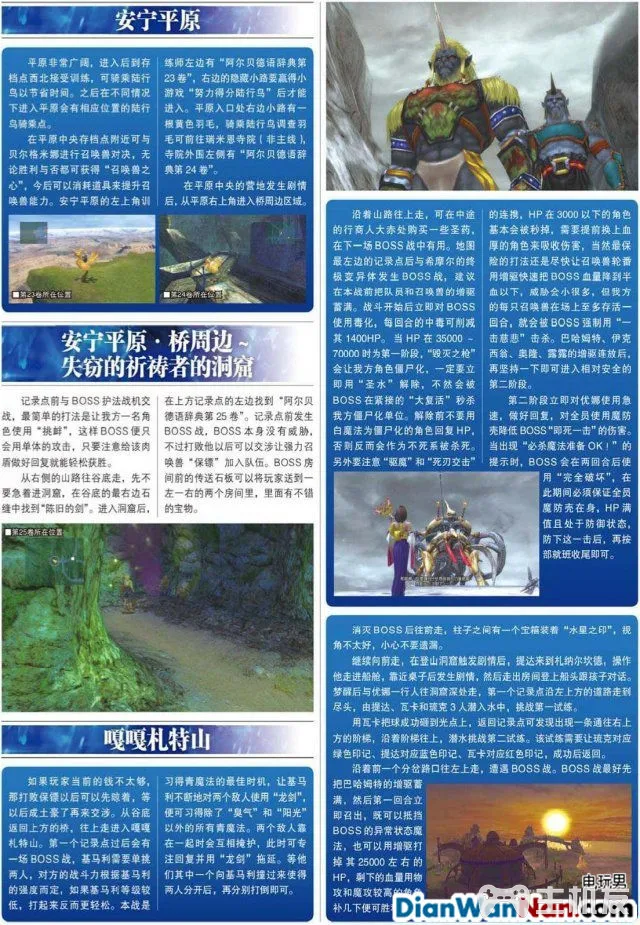 安宁平原
平原非常广阔，进入后到存
档点西北接受训练，可骑乘陆行
鸟以节省时间。之后在不同情况
下进入平原会有相应位置的陆行
鸟骑乘点。
在平原中央存档点附近可与
贝尔格米娜进行召唤兽对决，无
论胜利与否都可获得“召唤兽之
心”，今后可以消耗道具来提升召
唤兽能力。安宁平原的左上角训
练师左边有“阿尔贝德语辞典第
23卷”，右边的隐藏小路要赢得小
游戏“努力得分陆行鸟”后才能
进入。平原入口处右边小路有一
根黄色羽毛，骑乘陆行鸟调查羽
毛可前往瑞米恩寺院（非主线），
寺院外围左侧有“阿尔贝德语辞
典第24卷”。
在平原中央的营地发生剧情
后，从平原右上角进入桥周边区域。
■第23卷所在位置
■第24卷所在位置
安宁平原·桥周边~
失窃的祈祷者的洞窟
记录点前与BOSS护法战机交
战，最简单的打法是让我方一名角
色使用“挑衅”，这样BOSS便只
会用单体的攻击，只要注意给该肉
盾做好回复就能轻松获胜。
从右侧的山路往谷底走，先不
要急着进洞窟，在谷底的最右边石
缝中找到“陈旧的剑”。进入洞窟后，
在上方记录点的左边找到“阿尔贝
德语辞典第25卷”。记录点前发生
BOSS战，BOSS本身没有威胁，
不过打败他以后可以交涉让强力召
唤兽“保镖”加入队伍。BOSS房
间前的传送石板可以将玩家送到一
左一右的两个房间里，里面有不错
的宝物。
■第25卷所在位置
嘎嘎札特山
如果玩家当前的钱不太够，
那打败保镖以后可以先晾着，等
以后成土豪了再来交涉。从谷底
返回上方的桥，往上走进入嘎嘎
札特山。第一个记录点过后会有
一场BOSS战，基马利需要单挑
两人，对方的战斗力根据基马利
的强度而定，如果基马利等级较
低，打起来反而更轻松。本战是
习得青魔法的最佳时机，让基马
利不断地对两个敌人使用“龙剑”，
便可习得除了“臭气”和“阳光”
以外的所有青魔法。两个敌人靠
在一起时会互相掩护，此时可专
注回复并用“龙剑”拖延。等他
们其中一个向基马利撞过来使得
两人分开后，再分别打倒即可。
沿着山路往上走，可在中途
的行商人大赤处购买一些圣药，
在下一场BOSS战中有用。地图
最左边的记录点后与希摩尔的终
极变异体发生BOSS战，建议
在本战前把队员和召唤兽的增驱
蓄满。战斗开始后立即对BOSS
使用毒化，每回合的中毒可削减
其1400HP。当HP在35000~
70000时为第一阶段，“毁灭之枪”
会让我方角色僵尸化，一定要立
即用“圣水”解除，不然会被
BOSS在紧接的“大复活”秒杀
我方僵尸化单位。解除前不要用
白魔法为僵尸化的角色回复HP，
否则反而会作为不死系被杀死。
另外要注意“驱魔”和“死刃交击”
的连携，HP在3000以下的角色
基本会被秒掉，需要提前换上血
厚的角色来吸收伤害，当然最保
险的打法还是尽快让召唤兽轮番
用增驱快速把BOSS血量降到半
血以下，威胁会小很多，但我方
的每只召唤兽在场上至多存活一
回合，就会被BOSS强制用“一
击慈悲”击杀。巴哈姆特、伊克
西翁、奥隆、露露的增驱连放后，
再坚持一下即可进入相对安全的
第二阶段。
第二阶段立即对优娜使用急
速，做好回复，对全员使用魔防
壳降低BOSS“即死一击”的伤害。
当出现“必杀魔法准备OK！”的
提示时，BOSS会在两回合后使
用“完全破坏”，在
此期间必须保证全员
魔防壳在身，HP满
值且处于防御状态，
防下这一击后，再按
部就班收尾即可。
消灭BOSS后往前走，柱子之间有一个宝箱装着“水星之印”，视
角不太好，小心不要遗漏。
继续向前走，在登山洞窟触发剧情后，提达来到札纳尔坎德，操作
他走进船舱，靠近桌子后发生剧情，然后走出房间登上船头跟孩子对话。
梦醒后与优娜一行人往洞窟深处走，第一个记录点沿左上方的道路走到
尽头，由提达、瓦卡和琉克3人潜入水中，挑战第一试练。
用瓦卡把球成功砸到光点上，返回记录点可发现出现一条通往右上
方的阶梯，沿着阶梯往上，潜水挑战第二试练。该试练需要让琉克对应
绿色印记、提达对应蓝色印记、瓦卡对应红色印记，成功后返回。
沿着前一个分岔路口往左上走，遭遇BOSS战。BOSS战最好先
把巴哈姆特的增驱蓄
满，然后第一回合立
即召出，既可以抵挡
BOSS的异常状态魔
法，也可以用增驱打
掉其25000左右的
HP，剩下的血量用物
攻和魔攻较高的角色
补几下便可胜
电玩男
DianWanNan.com